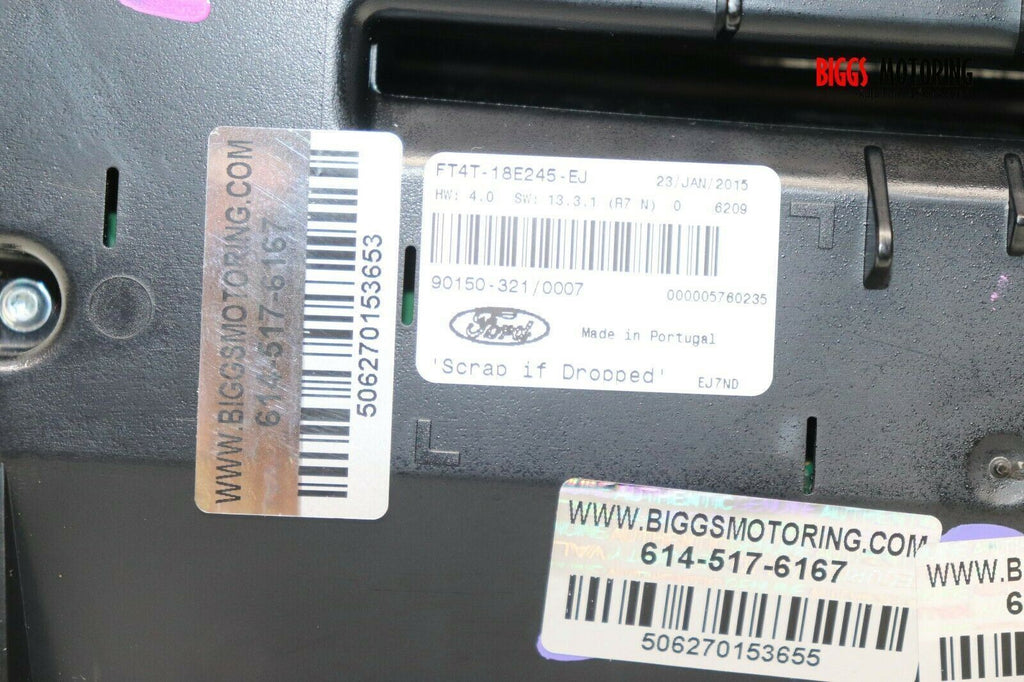 BIGGS MOTORING
WWW.BIGGSMOTORING.COM
614-517-6167
506270153653
FT4T-18E245-EJ 23/JAN/2015
HW: 4.0 SW: 13.3.1 (R7 N) 0 6209
90150-321/0007 000005760235
Ford Made in Portugal
'Scrap if Dropped' EJ7ND
WWW.BIGGSMOTORING.COM
614-517-6167
506270153655
WWW.B
6